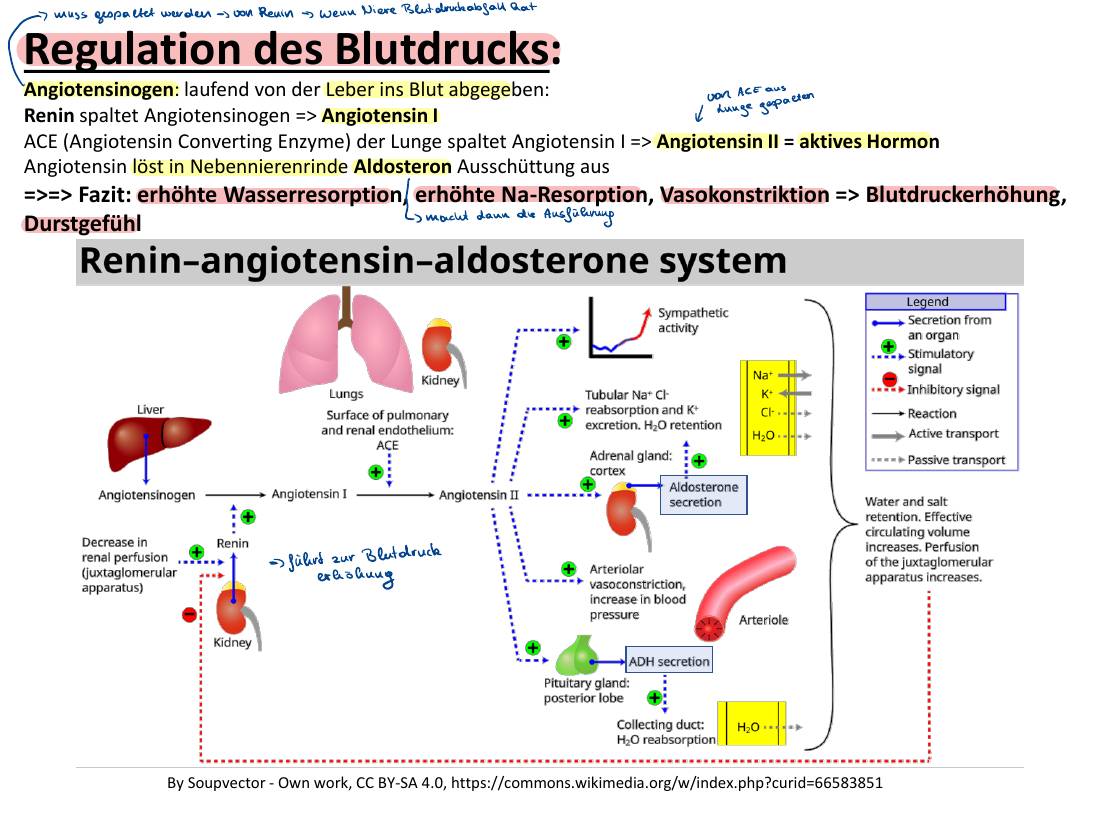 -> muss gespaltet werden -> von Renin -> wenn Niere Blutdruckabfall hat
Regulation des Blutdrucks:
Angiotensinogen: laufend von der Leber ins Blut abgegeben:
Renin spaltet Angiotensinogen => Angiotensin I
von ACE aus
Lunge gespalten
ACE (Angiotensin Converting Enzyme) der Lunge spaltet Angiotensin I => Angiotensin II = aktives Hormon
Angiotensin löst in Nebennierenrinde Aldosteron Ausschüttung aus
=>=> Fazit: erhöhte Wasserresorption, erhöhte Na-Resorption, Vasokonstriktion => Blutdruckerhöhung,
-> macht dann die Ausführung
Durstgefühl
Renin–angiotensin–aldosterone system
Lungs
Kidney
Surface of pulmonary
and renal endothelium:
ACE
Liver
Angiotensinogen
Angiotensin I
Angiotensin II
Decrease in
renal perfusion
(juxtaglomerular
apparatus)
Renin
Kidney
-> führt zur Blutdruck
erhöhung
Sympathetic
activity
Tubular Na⁺ Cl⁻
reabsorption and K⁺
excretion. H₂O retention
Na⁺
K⁺
Cl⁻
H₂O
Adrenal gland:
cortex
Aldosterone
secretion
Arteriolar
vasoconstriction,
increase in blood
pressure
Arteriole
ADH secretion
Pituitary gland:
posterior lobe
Collecting duct:
H₂O reabsorption
H₂O
Legend
Secretion from
an organ
Stimulatory
signal
Inhibitory signal
Reaction
Active transport
Passive transport
Water and salt
retention. Effective
circulating volume
increases. Perfusion
of the juxtaglomerular
apparatus increases.
By Soupvector - Own work, CC BY-SA 4.0, https://commons.wikimedia.org/w/index.php?curid=66583851